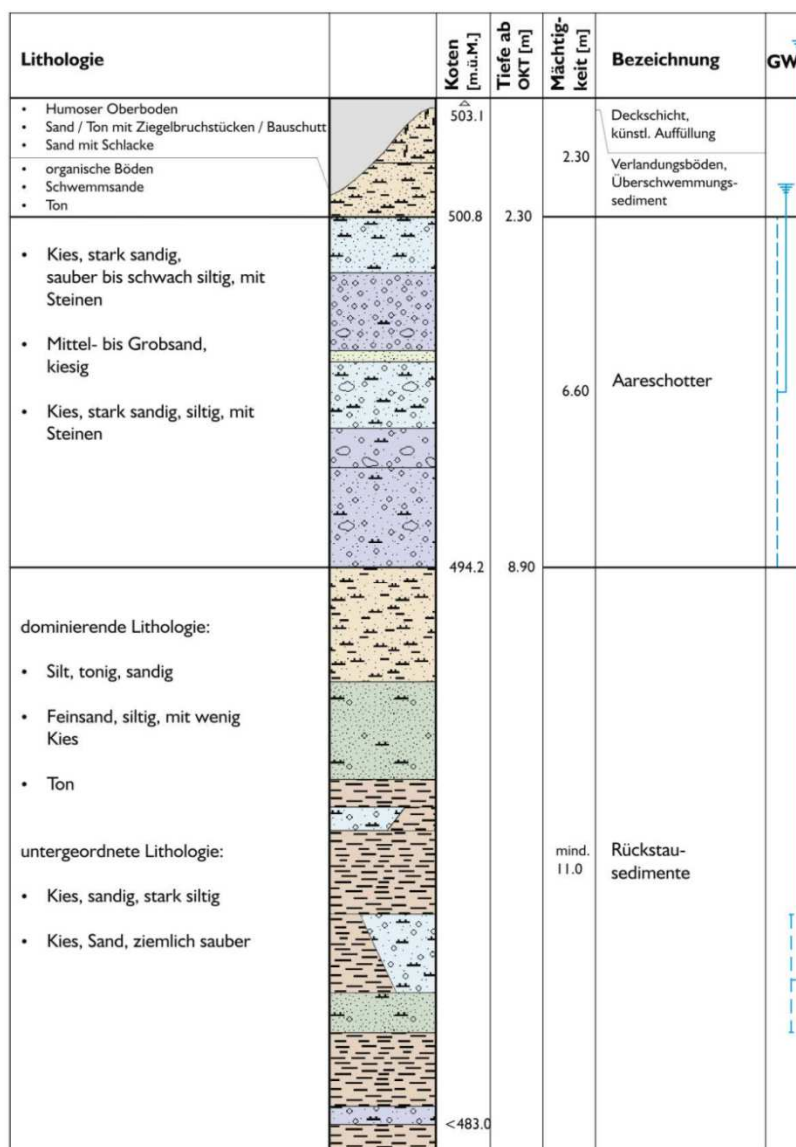 Lithologie
Koten
[m.ü.M.]
Tiefe ab
OKT [m]
Mächtig-
keit [m]
Bezeichnung
GW
• Humoser Oberboden
• Sand / Ton mit Ziegelbruchstücken / Bauschutt
• Sand mit Schlacke
• organische Böden
• Schwemmsande
• Ton
503.1
2.30
Deckschicht,
künstl. Auffüllung
Verlandungsböden,
Überschwemmungs-
sediment
500.8
2.30
• Kies, stark sandig,
sauber bis schwach siltig, mit
Steinen
• Mittel- bis Grobsand,
kiesig
• Kies, stark sandig, siltig, mit
Steinen
6.60
Aareschotter
494.2
8.90
dominierende Lithologie:
• Silt, tonig, sandig
• Feinsand, siltig, mit wenig
Kies
• Ton
untergeordnete Lithologie:
• Kies, sandig, stark siltig
• Kies, Sand, ziemlich sauber
mind.
11.0
Rückstau-
sedimente
<483.0